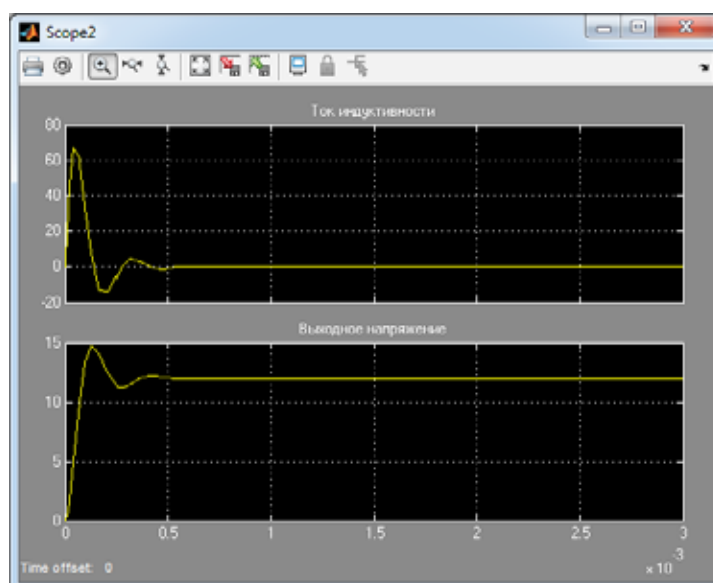 Scope2
Ток индуктивности
80
60
40
20
0
-20
Выходное напряжение
15
10
5
0
0 0.5 1 1.5 2 2.5 3
Time offset: 0
x 10 -3